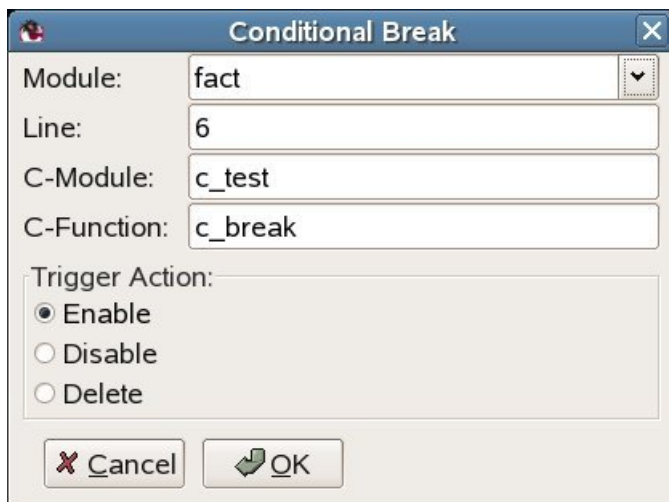 Conditional Break
Module: fact
Line: 6
C-Module: c_test
C-Function: c_break
Trigger Action:
Enable
Disable
Delete
Cancel OK